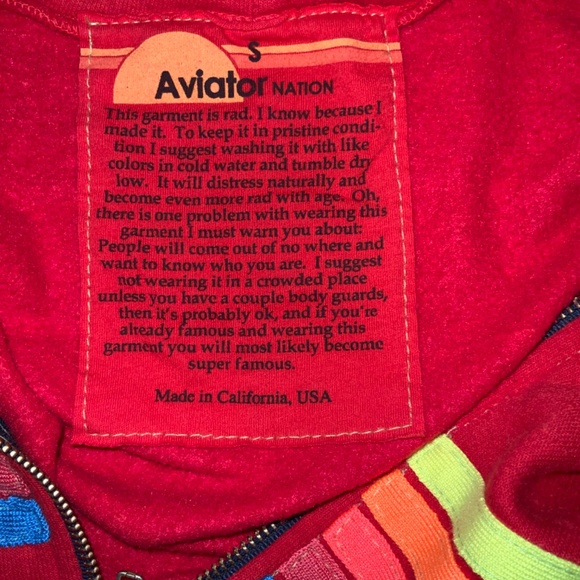 S
Aviator NATION
This garment is rad. I know because I
made it. To keep it in pristine condi-
tion I suggest washing it with like
colors in cold water and tumble dry
low. It will distress naturally and
become even more rad with age. Oh,
there is one problem with wearing this
garment I must warn you about:
People will come out of no where and
want to know who you are. I suggest
not wearing it in a crowded place
unless you have a couple body guards,
then it's probably ok, and if you're
already famous and wearing this
garment you will most likely become
super famous.
Made in California, USA